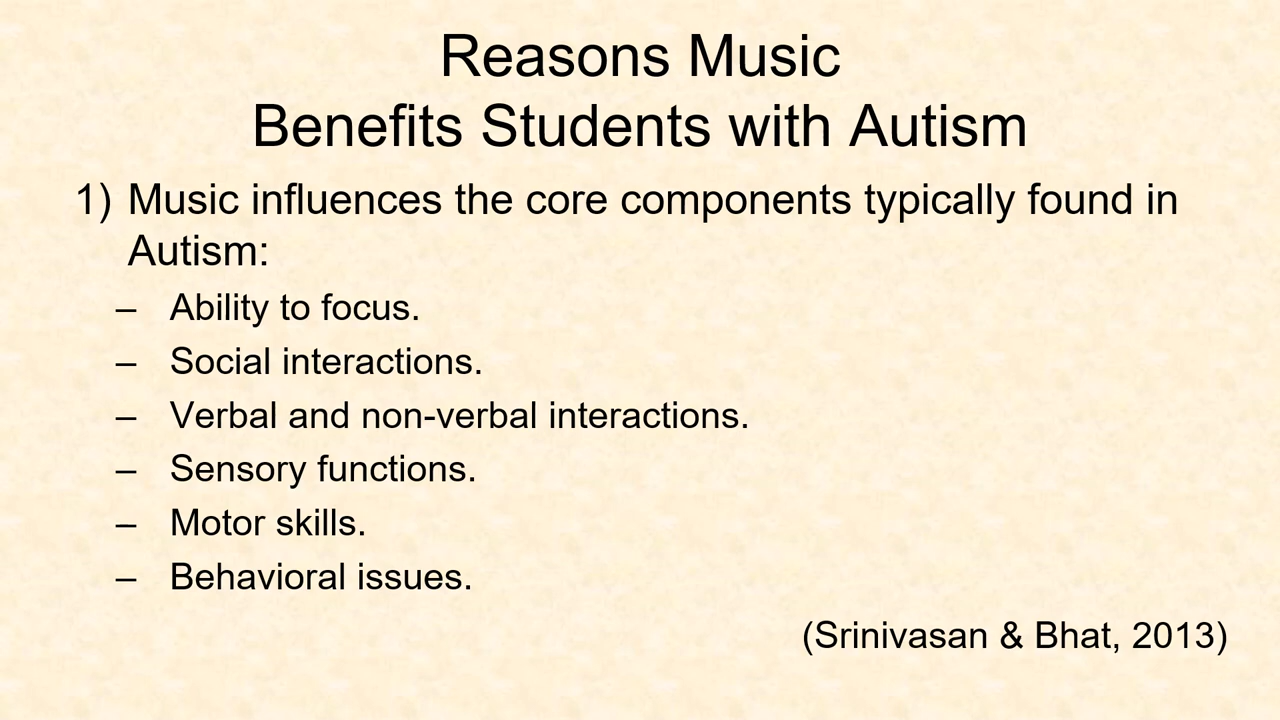 Reasons Music
Benefits Students with Autism
1) Music influences the core components typically found in
Autism:
– Ability to focus.
– Social interactions.
– Verbal and non-verbal interactions.
– Sensory functions.
– Motor skills.
– Behavioral issues.
(Srinivasan & Bhat, 2013)